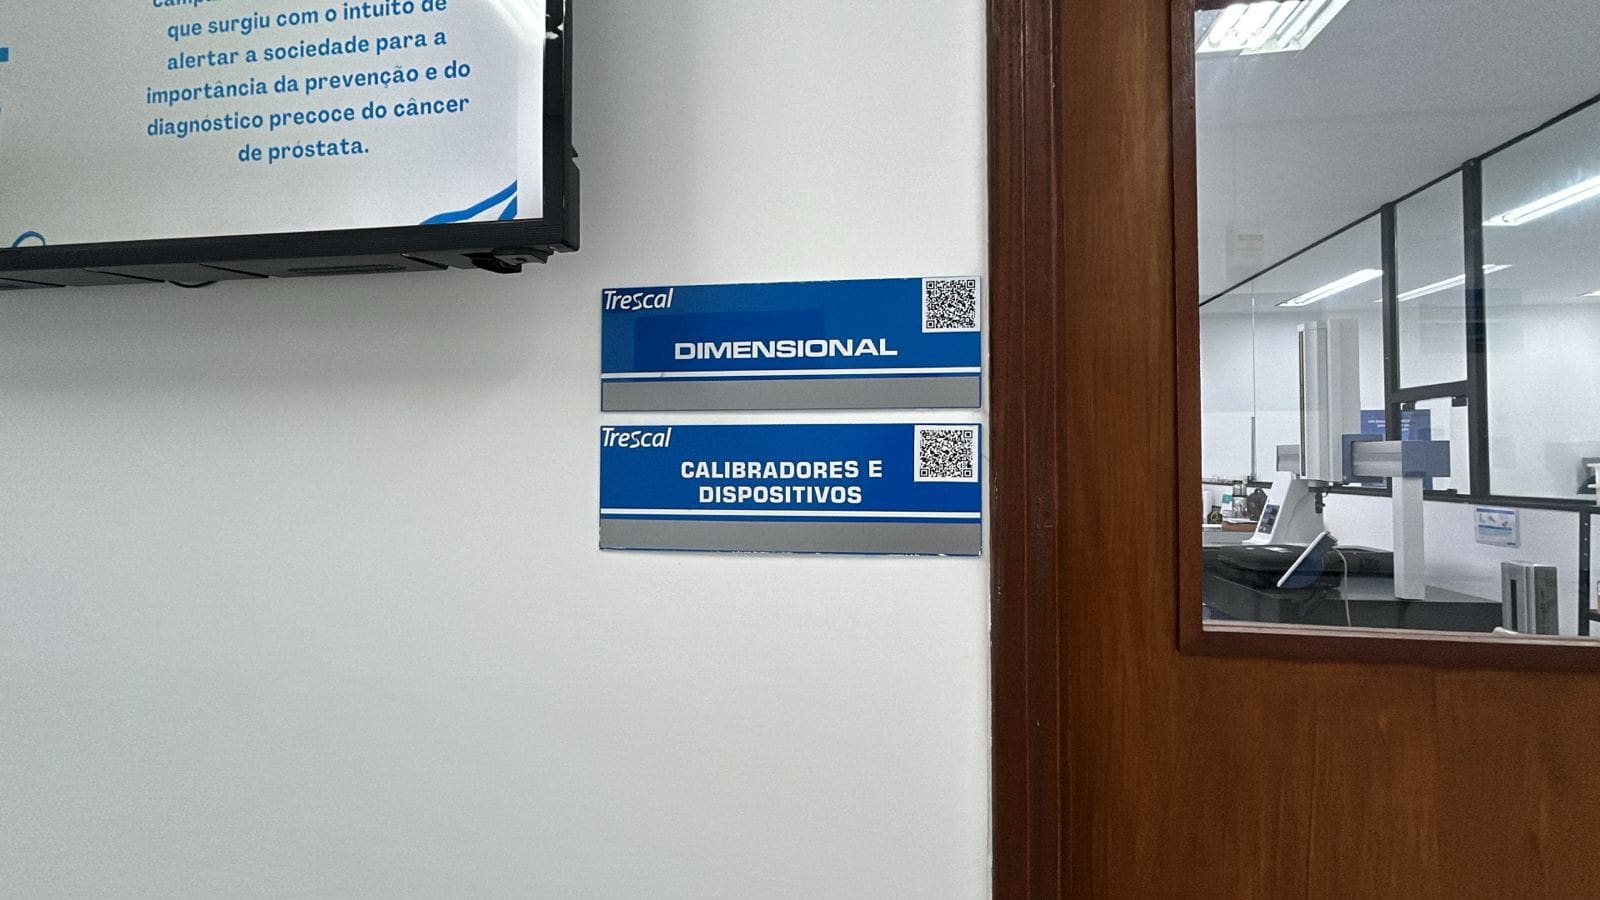 que surgiu com o intuito de
alertar a sociedade para a
importância da prevenção e do
diagnóstico precoce do câncer
de próstata.
Trescal
DIMENSIONAL
Trescal
CALIBRADORES E
DISPOSITIVOS